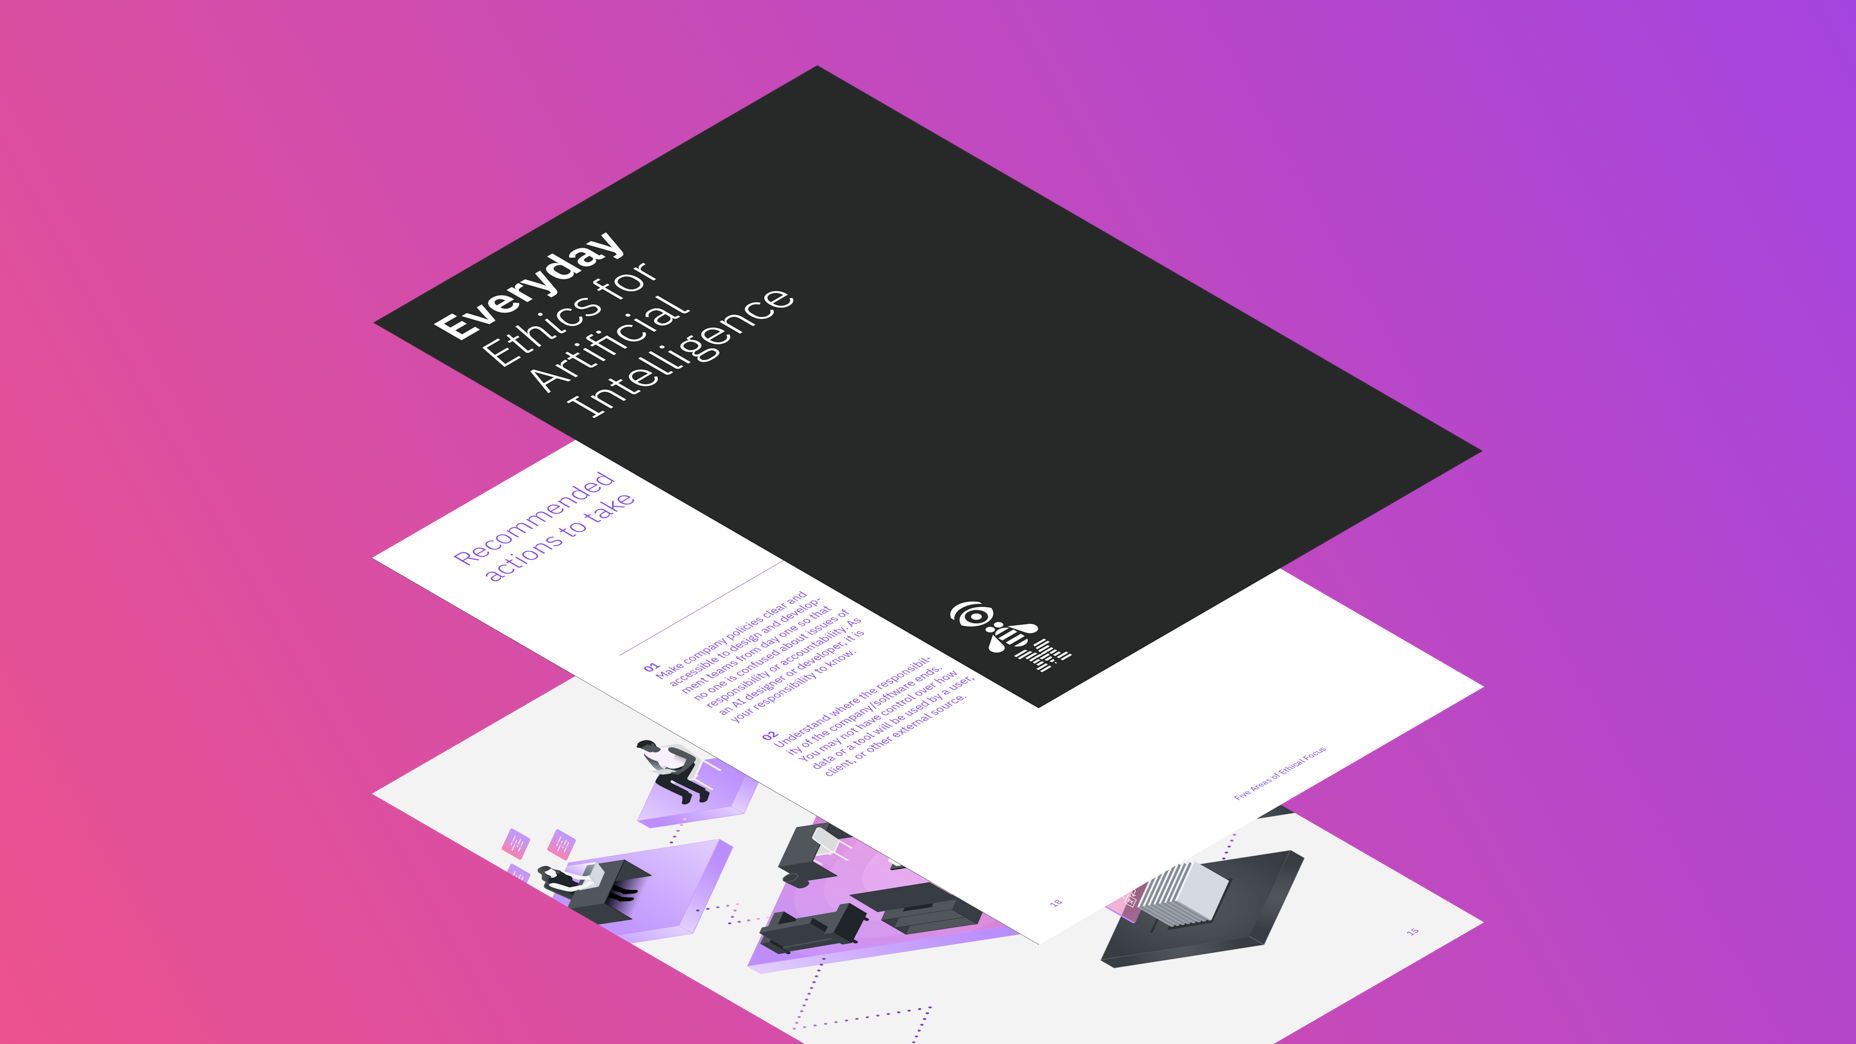 Everyday
Ethics for
Artificial
Intelligence
Recommended
actions to take
01
Make company policies clear and
accessible to design and develop-
ment teams from day one so that
no one is confused about issues of
responsibility or accountability. As
an AI designer or developer, it is
your responsibility to know.
02
Understand where the responsibil-
ity of the company/software ends.
You may not have control over how
data or a tool will be used by a user,
client, or other external source.
18
Five Areas of Ethical Focus
15